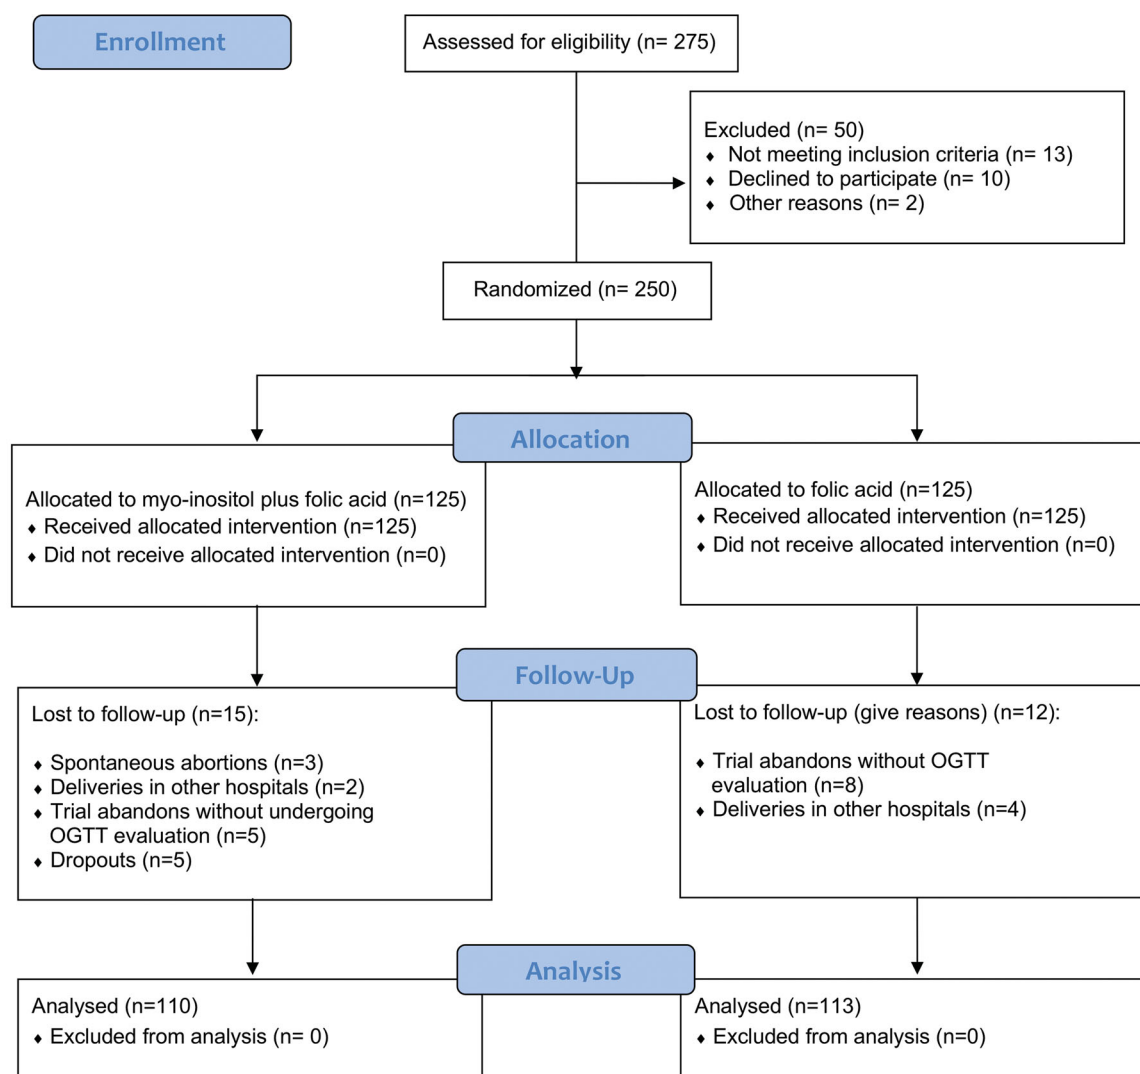 Enrollment
Assessed for eligibility (n= 275)
Excluded (n= 50)
♦ Not meeting inclusion criteria (n= 13)
♦ Declined to participate (n= 10)
♦ Other reasons (n= 2)
Randomized (n= 250)
Allocation
Allocated to myo-inositol plus folic acid (n=125)
♦ Received allocated intervention (n=125)
♦ Did not receive allocated intervention (n=0)
Allocated to folic acid (n=125)
♦ Received allocated intervention (n=125)
♦ Did not receive allocated intervention (n=0)
Follow-Up
Lost to follow-up (n=15):
♦ Spontaneous abortions (n=3)
♦ Deliveries in other hospitals (n=2)
♦ Trial abandons without undergoing
OGTT evaluation (n=5)
♦ Dropouts (n=5)
Lost to follow-up (give reasons) (n=12):
♦ Trial abandons without OGTT
evaluation (n=8)
♦ Deliveries in other hospitals (n=4)
Analysis
Analysed (n=110)
♦ Excluded from analysis (n= 0)
Analysed (n=113)
♦ Excluded from analysis (n=0)